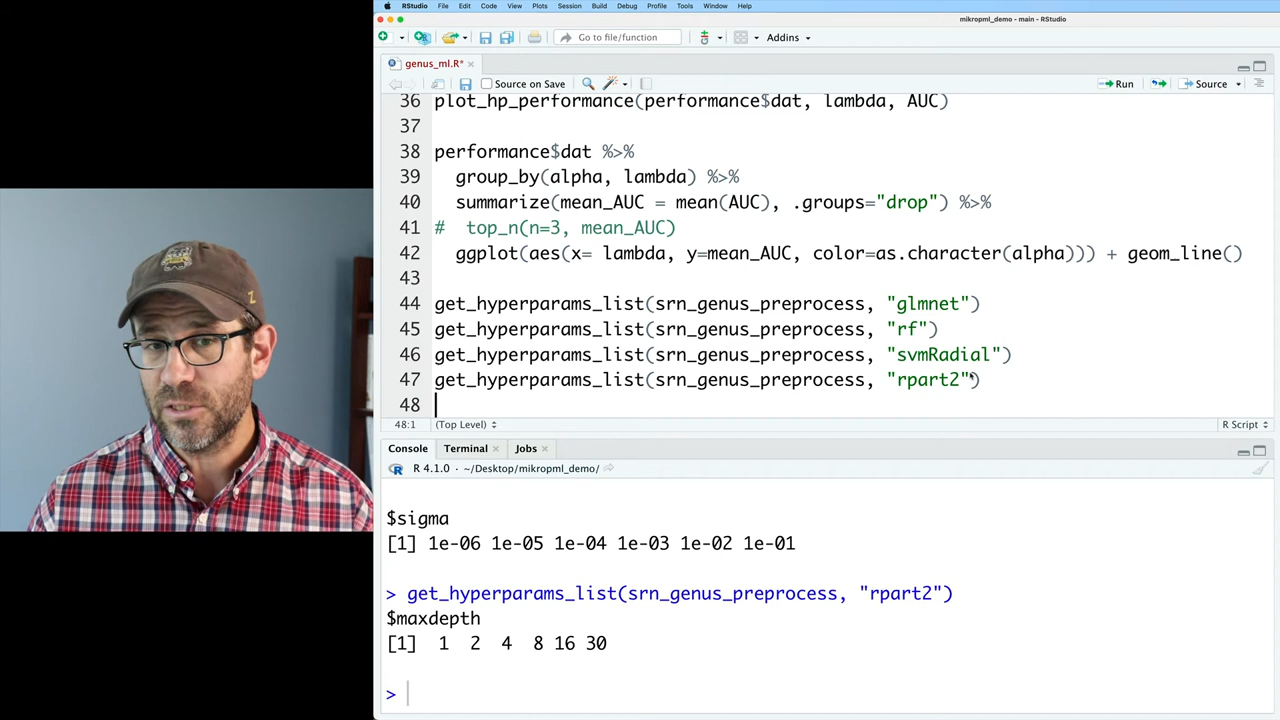 RStudio File Edit Code View Plots Session Build Debug Profile Tools Window Help
mikropml_demo - main - RStudio
Go to file/function Addins
genus_ml.R*
Source on Save Run Source
36 plot_hp_performance(performance$dat, lambda, AUC)
37
38 performance$dat %>%
39 group_by(alpha, lambda) %>%
40 summarize(mean_AUC = mean(AUC), .groups="drop") %>%
41 # top_n(n=3, mean_AUC)
42 ggplot(aes(x= lambda, y=mean_AUC, color=as.character(alpha))) + geom_line()
43
44 get_hyperparams_list(srn_genus_preprocess, "glmnet")
45 get_hyperparams_list(srn_genus_preprocess, "rf")
46 get_hyperparams_list(srn_genus_preprocess, "svmRadial")
47 get_hyperparams_list(srn_genus_preprocess, "rpart2")
48
48:1 (Top Level) R Script
Console Terminal Jobs
R 4.1.0 · ~/Desktop/mikropml_demo/
$sigma
[1] 1e-06 1e-05 1e-04 1e-03 1e-02 1e-01
> get_hyperparams_list(srn_genus_preprocess, "rpart2")
$maxdepth
[1] 1 2 4 8 16 30
>